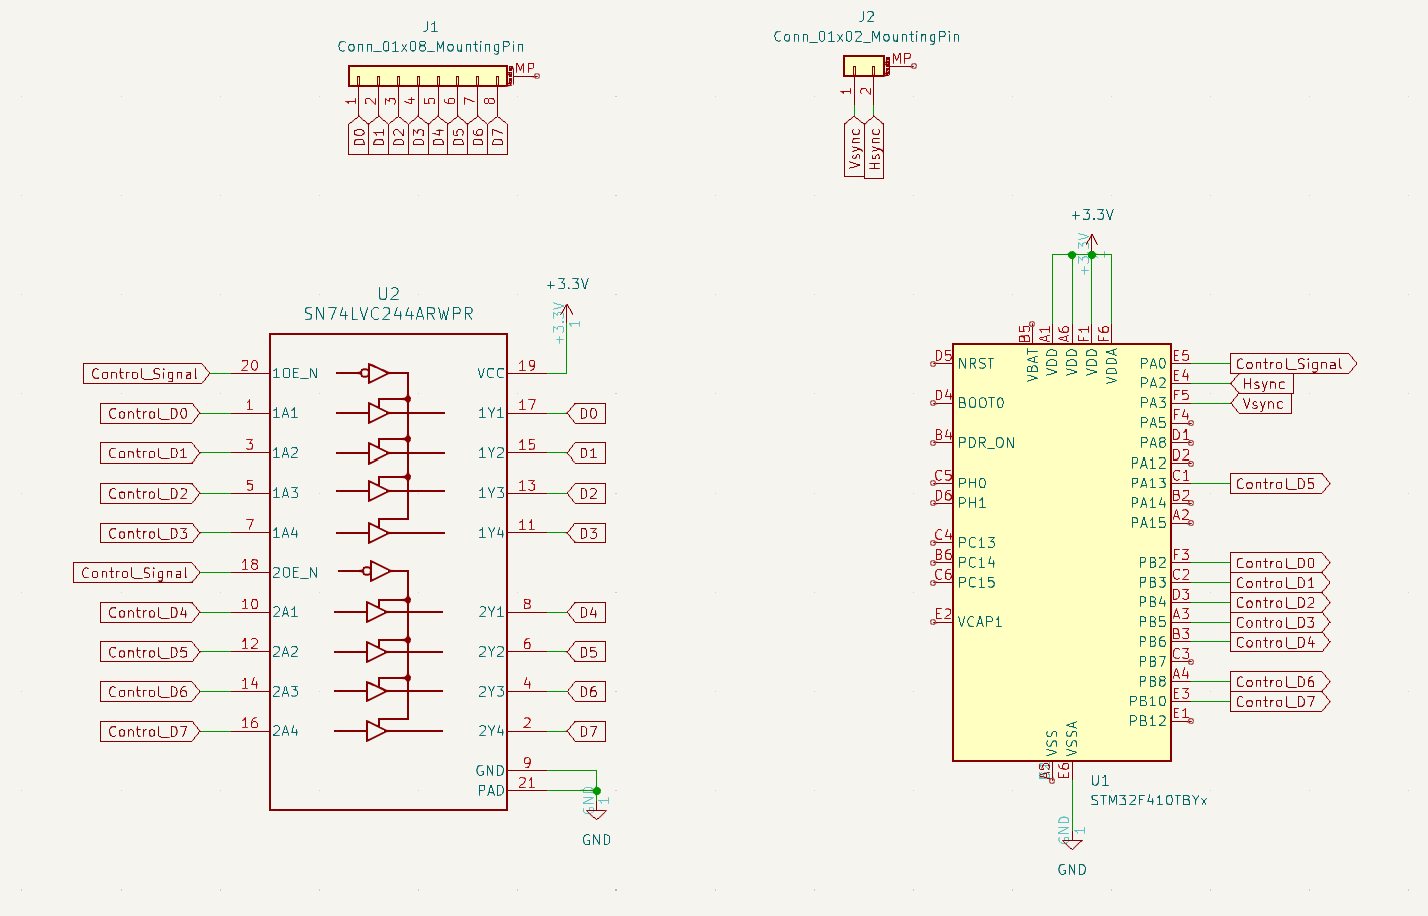 J1
Conn_01x08_MountingPin
MP
1 2 3 4 5 6 7 8
D0 D1 D2 D3 D4 D5 D6 D7
J2
Conn_01x02_MountingPin
MP
1 2
Vsync Hsync
U2
SN74LVC244ARWPR
+3.3V
+3.3V 1
Control_Signal 20 1OE_N VCC 19
Control_D0 1 1A1 1Y1 17 D0
Control_D1 3 1A2 1Y2 15 D1
Control_D2 5 1A3 1Y3 13 D2
Control_D3 7 1A4 1Y4 11 D3
Control_Signal 18 2OE_N
Control_D4 10 2A1 2Y1 8 D4
Control_D5 12 2A2 2Y2 6 D5
Control_D6 14 2A3 2Y3 4 D6
Control_D7 16 2A4 2Y4 2 D7
GND 9
PAD 21
GND 1
GND
+3.3V
+3.3V
B5 A1 A6 F1 F6
VBAT VDD VDD VDD VDDA
D5 NRST
D4 BOOT0
B4 PDR_ON
C5 PH0
D6 PH1
C4 PC13
B6 PC14
C6 PC15
E2 VCAP1
PA0 E5 Control_Signal
PA2 E4 Hsync
PA3 F5 Vsync
PA5 F4
PA8 D1
PA12 D2
PA13 C1 Control_D5
PA14 B2
PA15 A2
PB2 F3 Control_D0
PB3 C2 Control_D1
PB4 D3 Control_D2
PB5 A3 Control_D3
PB6 B3 Control_D4
PB7 C3
PB8 A4 Control_D6
PB10 E3 Control_D7
PB12 E1
VSS VSSA
E6
U1
STM32F410TBYx
GND 1
GND